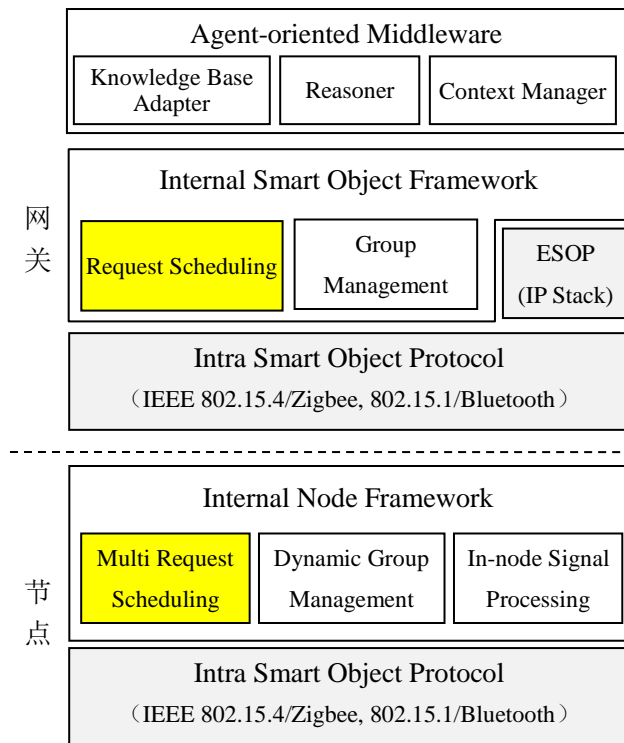 Agent-oriented Middleware
Knowledge Base
Adapter
Reasoner
Context Manager
网
关
Internal Smart Object Framework
Request Scheduling
Group
Management
ESOP
(IP Stack)
Intra Smart Object Protocol
（IEEE 802.15.4/Zigbee, 802.15.1/Bluetooth）
节
点
Internal Node Framework
Multi Request
Scheduling
Dynamic Group
Management
In-node Signal
Processing
Intra Smart Object Protocol
（IEEE 802.15.4/Zigbee, 802.15.1/Bluetooth）